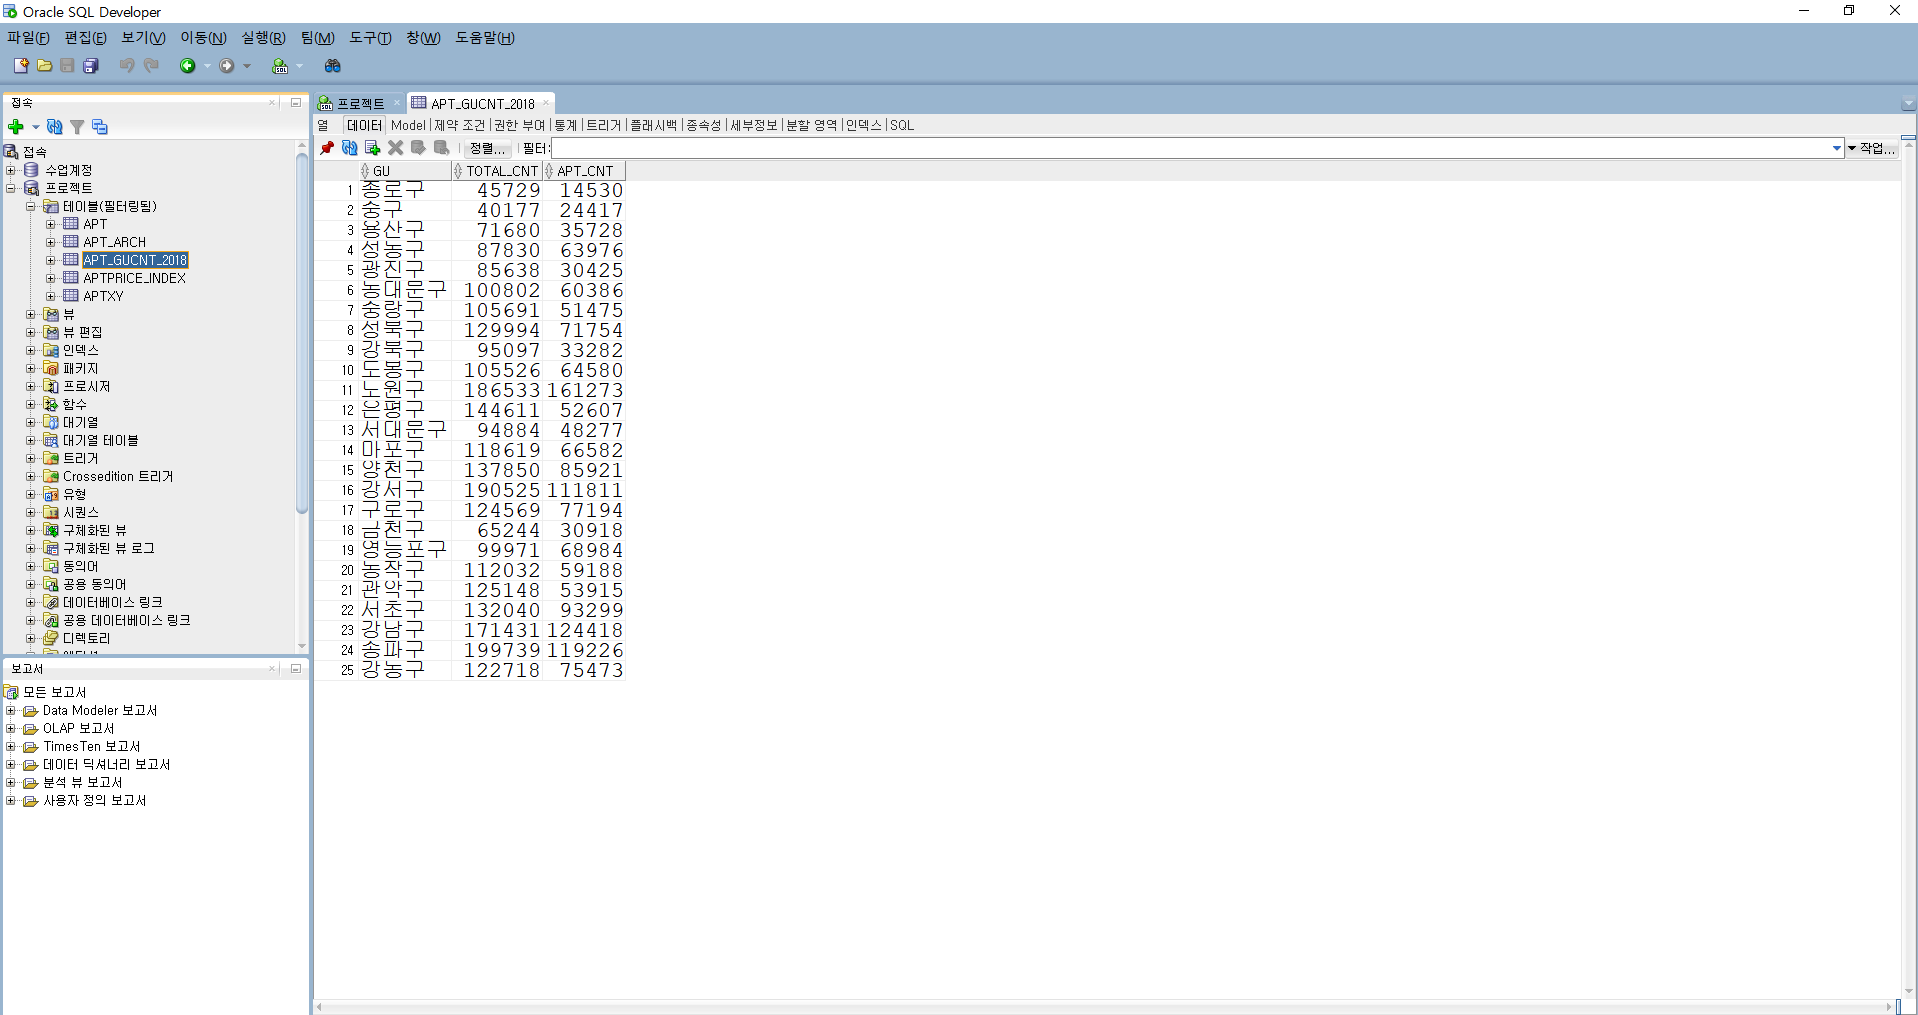 Oracle SQL Developer
파일(F) 편집(E) 보기(V) 이동(N) 실행(R) 팀(M) 도구(T) 창(W) 도움말(H)
접속
접속
수업계정
프로젝트
테이블(필터링됨)
APT
APT_ARCH
APT_GUCNT_2018
APTPRICE_INDEX
APTXY
뷰
뷰 편집
인덱스
패키지
프로시저
함수
대기열
대기열 테이블
트리거
Crossedition 트리거
유형
시퀀스
구체화된 뷰
구체화된 뷰 로그
동의어
공용 동의어
데이터베이스 링크
공용 데이터베이스 링크
디렉토리
보고서
모든 보고서
Data Modeler 보고서
OLAP 보고서
TimesTen 보고서
데이터 딕셔너리 보고서
분석 뷰 보고서
사용자 정의 보고서
프로젝트 APT_GUCNT_2018
열 데이터 Model 제약 조건 권한 부여 통계 트리거 플래시백 종속성 세부정보 분할 영역 인덱스 SQL
정렬... 필터: 작업...
GU TOTAL_CNT APT_CNT
1 종로구 45729 14530
2 중구 40177 24417
3 용산구 71680 35728
4 성동구 87830 63976
5 광진구 85638 30425
6 동대문구 100802 60386
7 중랑구 105691 51475
8 성북구 129994 71754
9 강북구 95097 33282
10 도봉구 105526 64580
11 노원구 186533 161273
12 은평구 144611 52607
13 서대문구 94884 48277
14 마포구 118619 66582
15 양천구 137850 85921
16 강서구 190525 111811
17 구로구 124569 77194
18 금천구 65244 30918
19 영등포구 99971 68984
20 동작구 112032 59188
21 관악구 125148 53915
22 서초구 132040 93299
23 강남구 171431 124418
24 송파구 199739 119226
25 강동구 122718 75473